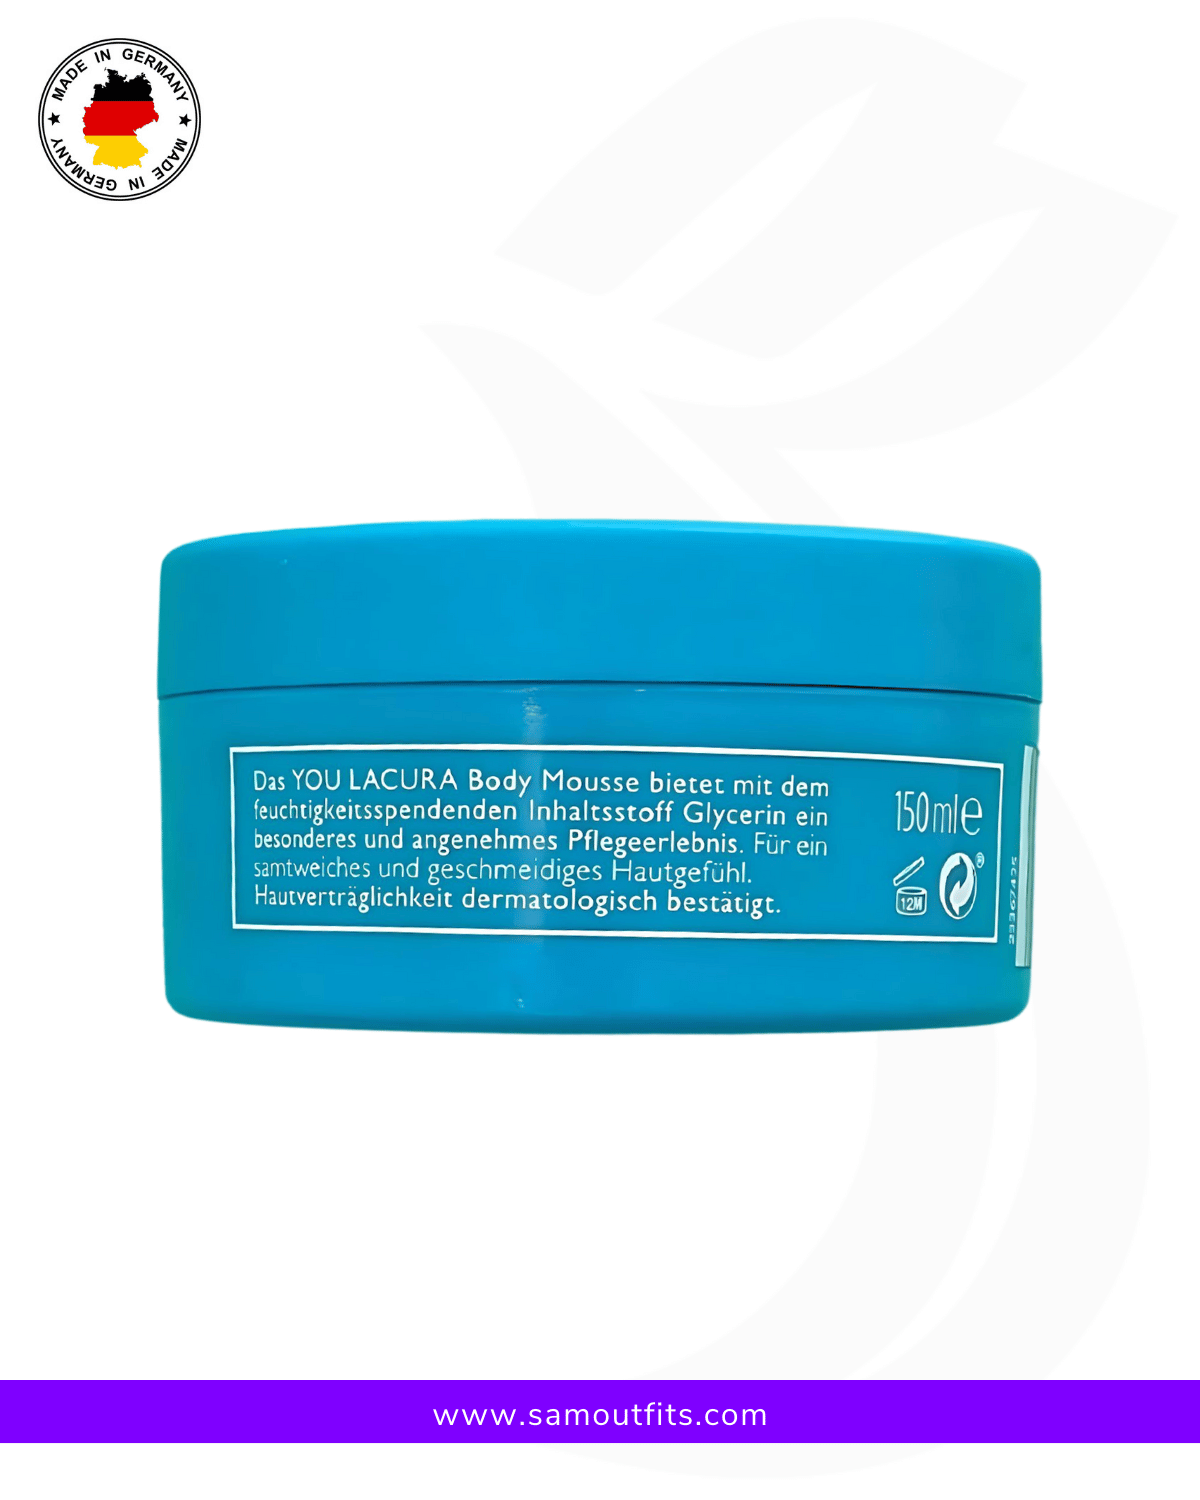 MADE IN GERMANY
MADE IN GERMANY
Das YOU LACURA Body Mousse bietet mit dem
feuchtigkeitsspendenden Inhaltsstoff Glycerin ein
besonderes und angenehmes Pflegeerlebnis. Für ein
samtweiches und geschmeidiges Hautgefühl.
Hautverträglichkeit dermatologisch bestätigt.
150ml e
12M
®
www.samoutfits.com